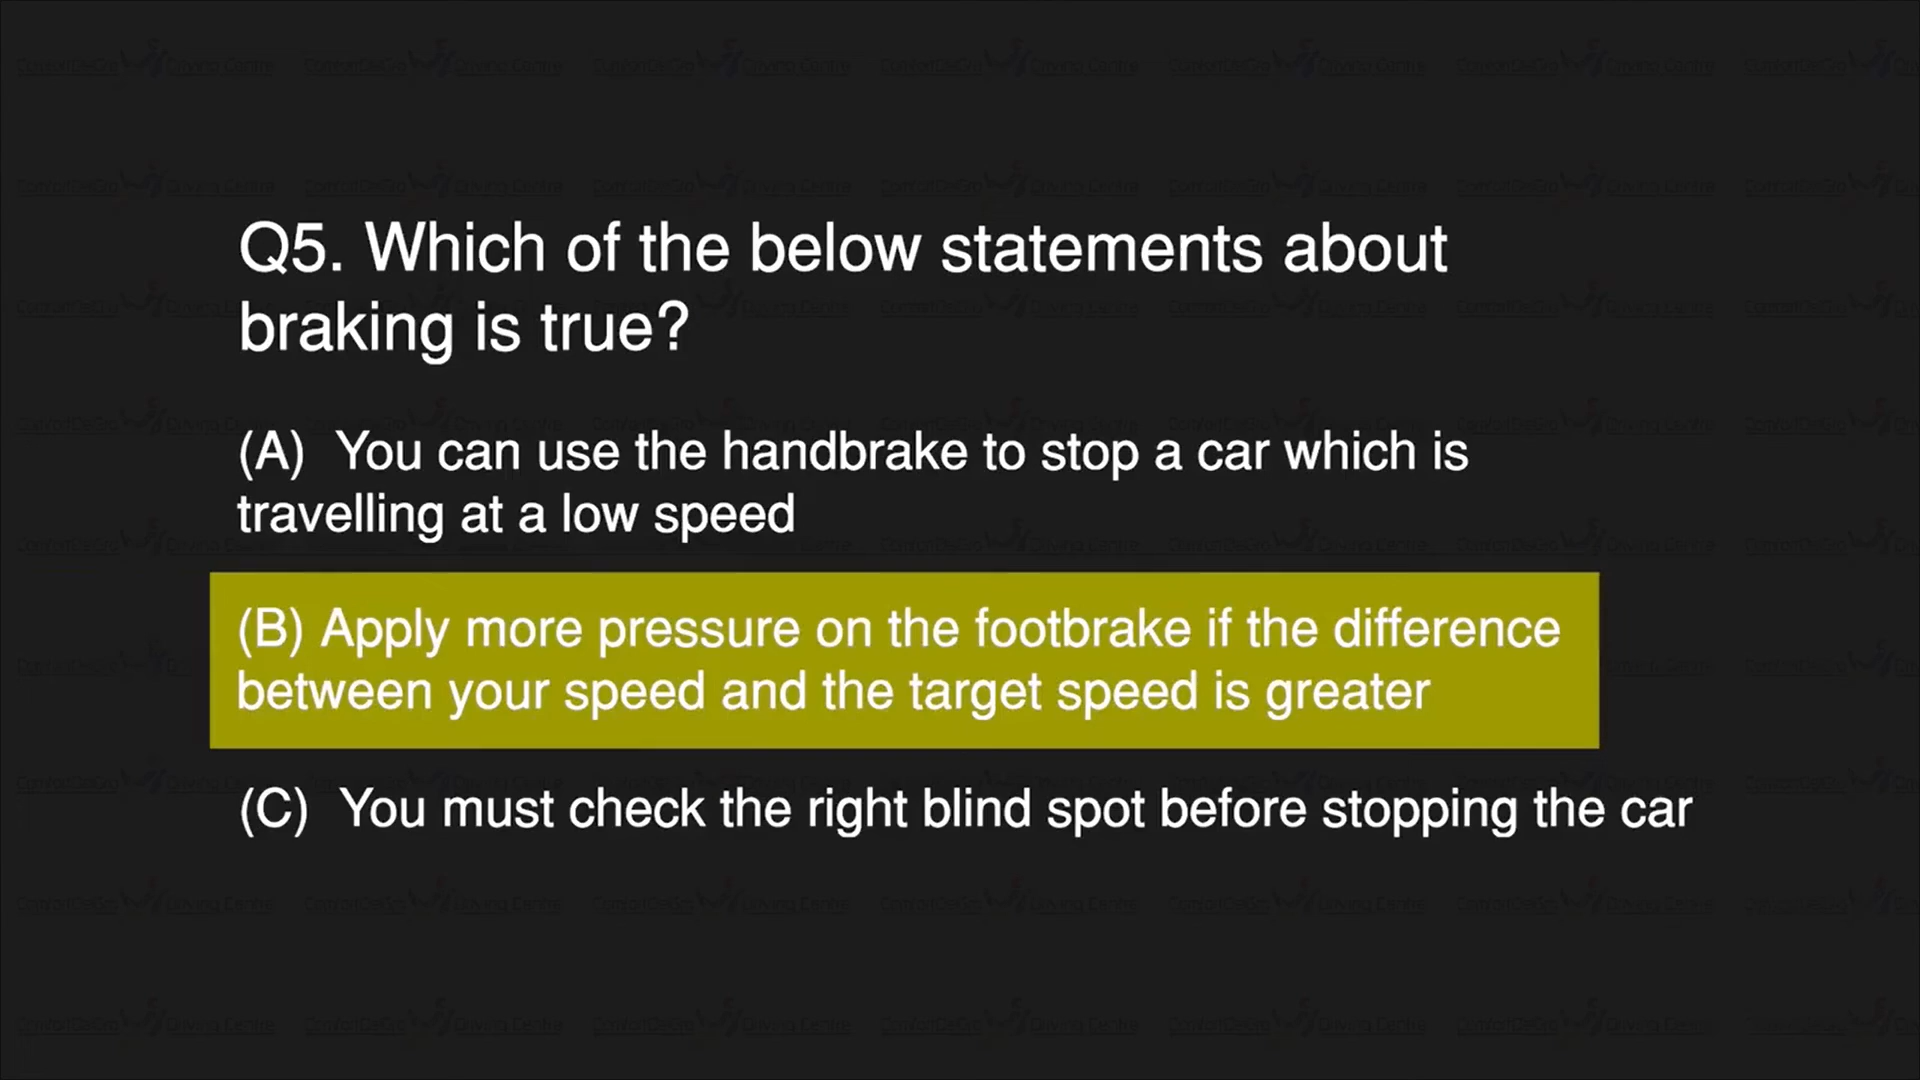 Q5. Which of the below statements about
braking is true?
(A) You can use the handbrake to stop a car which is
travelling at a low speed
(B) Apply more pressure on the footbrake if the difference
between your speed and the target speed is greater
(C) You must check the right blind spot before stopping the car